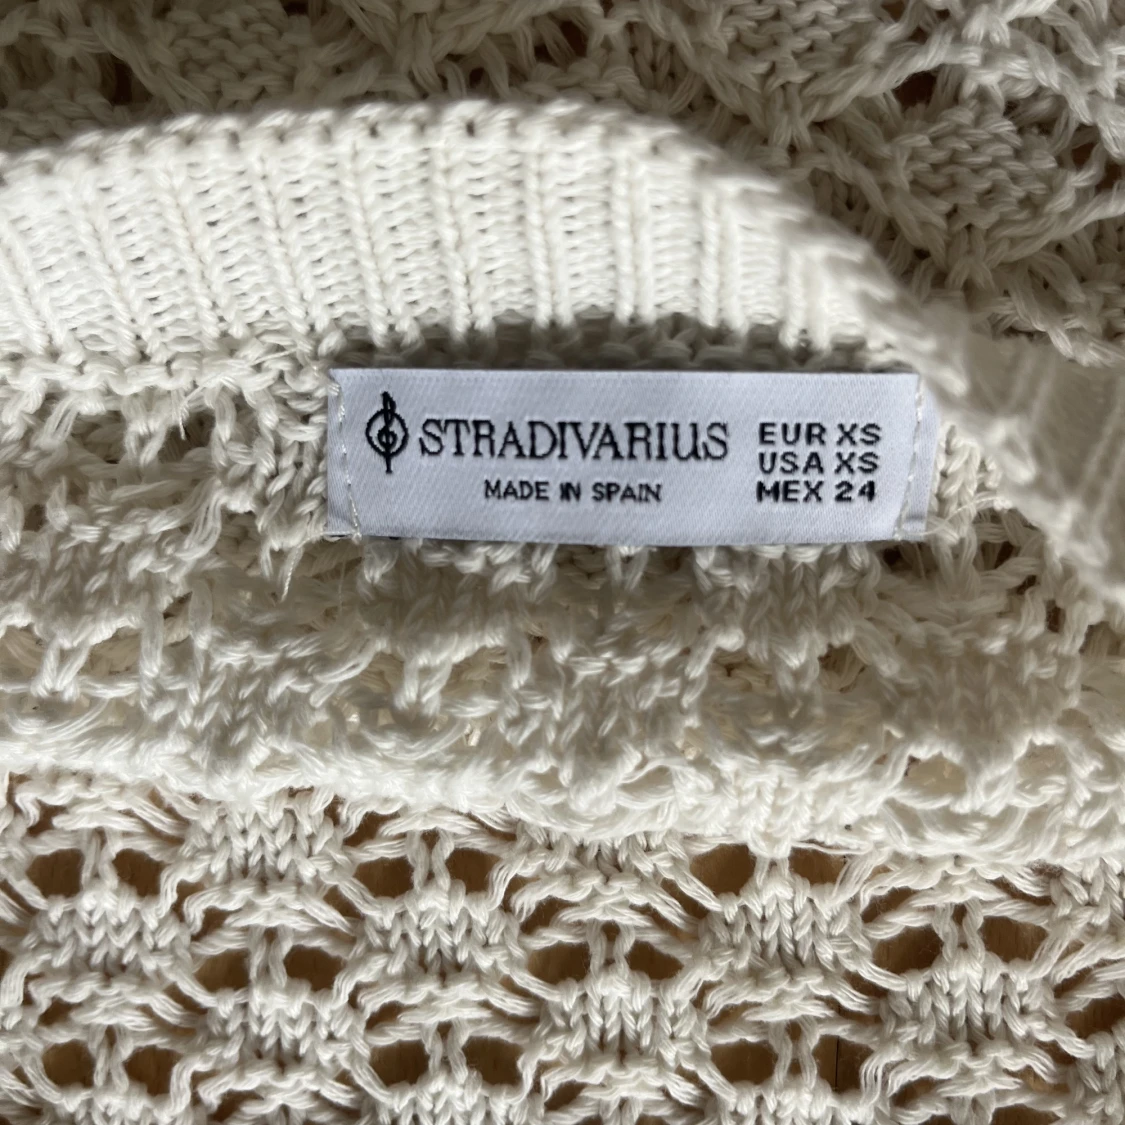 STRADIVARIUS
MADE IN SPAIN
EUR XS
USA XS
MEX 24